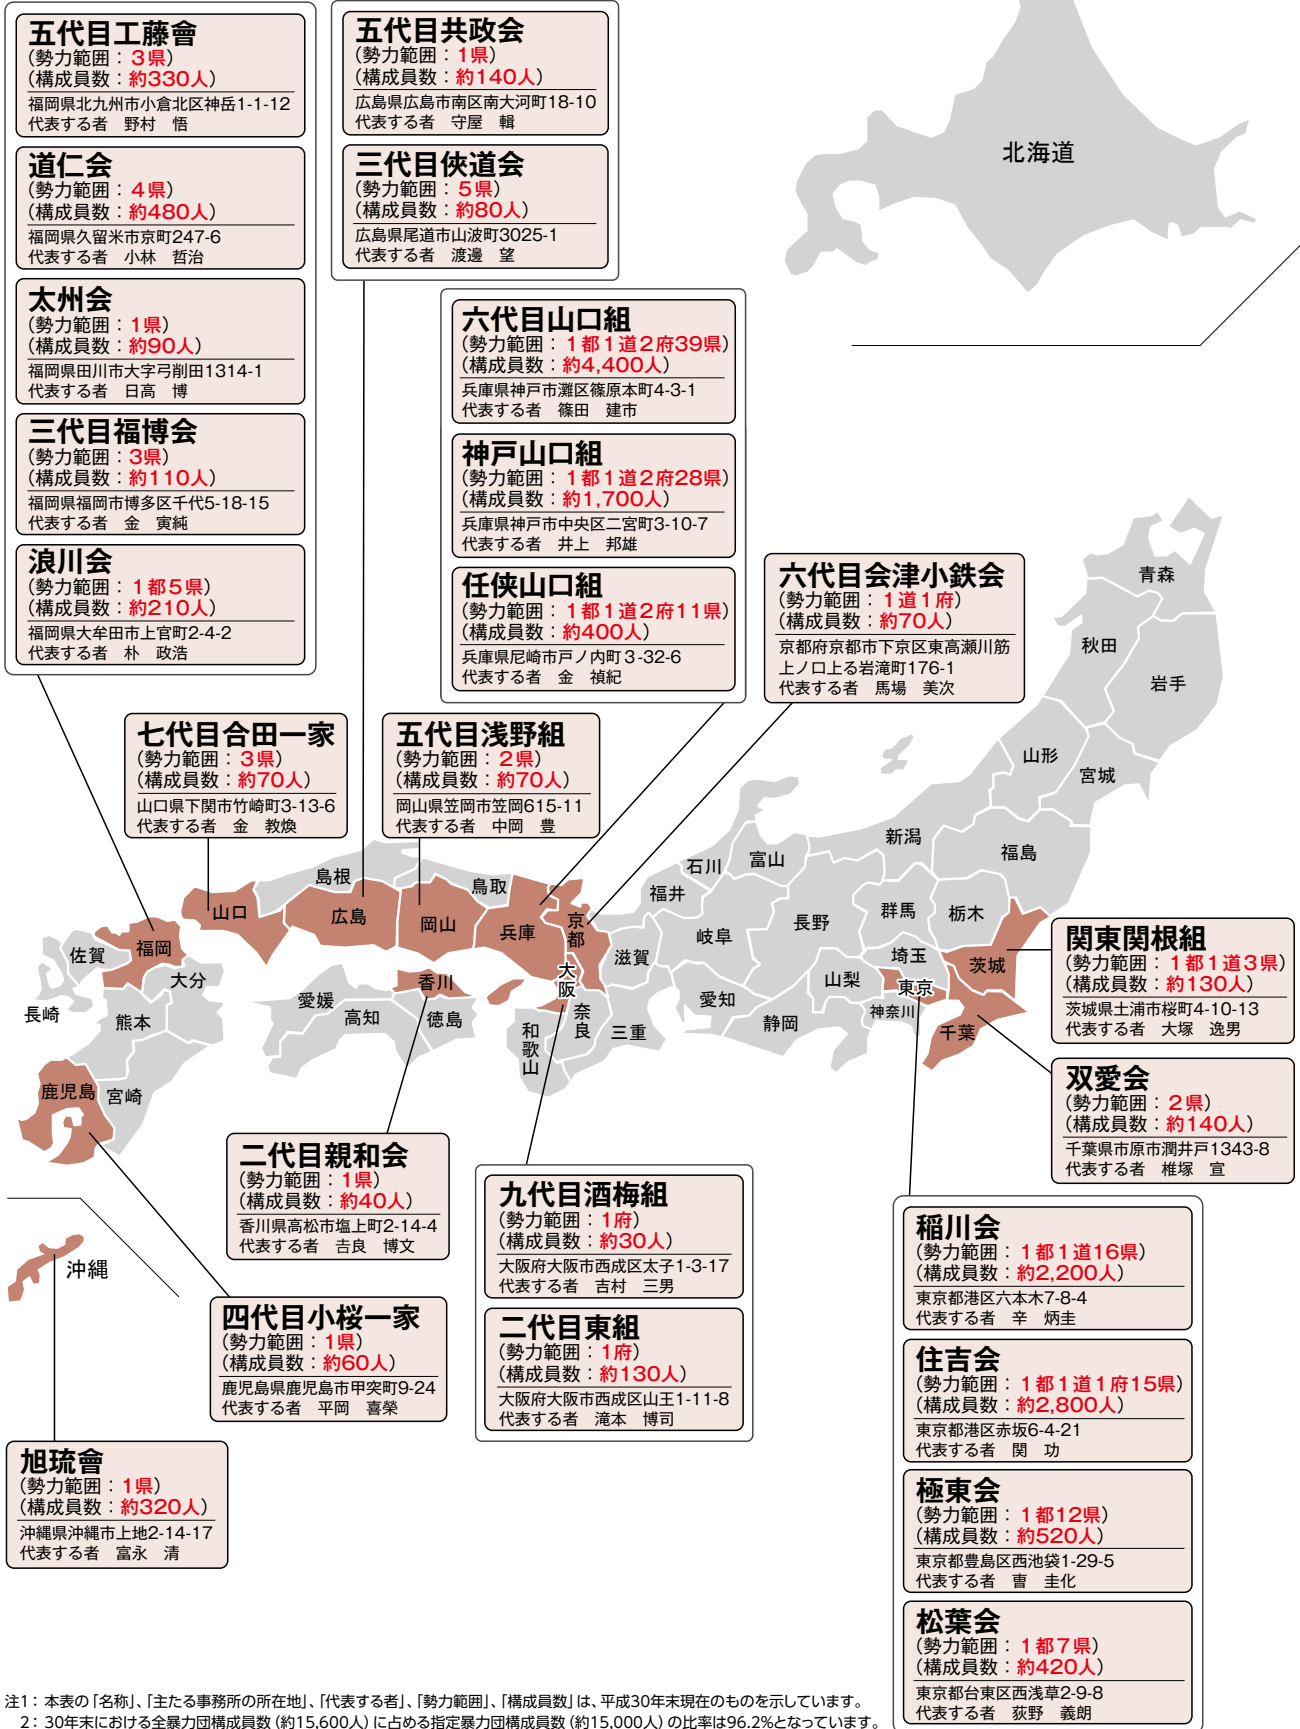 五代目工藤會
(勢力範囲：3県)
(構成員数：約330人)
福岡県北九州市小倉北区神岳1-1-12
代表する者　野村　悟
道仁会
(勢力範囲：4県)
(構成員数：約480人)
福岡県久留米市京町247-6
代表する者　小林　哲治
太州会
(勢力範囲：1県)
(構成員数：約90人)
福岡県田川市大字弓削田1314-1
代表する者　日高　博
三代目福博会
(勢力範囲：3県)
(構成員数：約110人)
福岡県福岡市博多区千代5-18-15
代表する者　金　寅純
浪川会
(勢力範囲：1都5県)
(構成員数：約210人)
福岡県大牟田市上官町2-4-2
代表する者　朴　政浩
五代目共政会
(勢力範囲：1県)
(構成員数：約140人)
広島県広島市南区南大河町18-10
代表する者　守屋　輯
三代目俠道会
(勢力範囲：5県)
(構成員数：約80人)
広島県尾道市山波町3025-1
代表する者　渡邊　望
六代目山口組
(勢力範囲：1都1道2府39県)
(構成員数：約4,400人)
兵庫県神戸市灘区篠原本町4-3-1
代表する者　篠田　建市
神戸山口組
(勢力範囲：1都1道2府28県)
(構成員数：約1,700人)
兵庫県神戸市中央区二宮町3-10-7
代表する者　井上　邦雄
任侠山口組
(勢力範囲：1都1道2府11県)
(構成員数：約400人)
兵庫県尼崎市戸ノ内町3-32-6
代表する者　金　禎紀
六代目会津小鉄会
(勢力範囲：1道1府)
(構成員数：約70人)
京都府京都市下京区東高瀬川筋
上ノ口上る岩滝町176-1
代表する者　馬場　美次
七代目合田一家
(勢力範囲：3県)
(構成員数：約70人)
山口県下関市竹崎町3-13-6
代表する者　金　教煥
五代目浅野組
(勢力範囲：2県)
(構成員数：約70人)
岡山県笠岡市笠岡615-11
代表する者　中岡　豊
北海道
青森
秋田
岩手
山形
宮城
新潟
福島
石川
富山
福井
長野
群馬
栃木
岐阜
埼玉
茨城
滋賀
山梨
東京
愛知
静岡
神奈川
千葉
島根
鳥取
山口
広島
岡山
兵庫
京都
大阪
奈良
和歌山
三重
香川
愛媛
高知
徳島
福岡
佐賀
大分
長崎
熊本
鹿児島
宮崎
沖縄
関東関根組
(勢力範囲：1都1道3県)
(構成員数：約130人)
茨城県土浦市桜町4-10-13
代表する者　大塚　逸男
双愛会
(勢力範囲：2県)
(構成員数：約140人)
千葉県市原市潤井戸1343-8
代表する者　椎塚　宣
二代目親和会
(勢力範囲：1県)
(構成員数：約40人)
香川県高松市塩上町2-14-4
代表する者　吉良　博文
九代目酒梅組
(勢力範囲：1府)
(構成員数：約30人)
大阪府大阪市西成区太子1-3-17
代表する者　吉村　三男
二代目東組
(勢力範囲：1府)
(構成員数：約130人)
大阪府大阪市西成区山王1-11-8
代表する者　滝本　博司
四代目小桜一家
(勢力範囲：1県)
(構成員数：約60人)
鹿児島県鹿児島市甲突町9-24
代表する者　平岡　喜榮
旭琉會
(勢力範囲：1県)
(構成員数：約320人)
沖縄県沖縄市上地2-14-17
代表する者　富永　清
稲川会
(勢力範囲：1都1道16県)
(構成員数：約2,200人)
東京都港区六本木7-8-4
代表する者　辛　炳圭
住吉会
(勢力範囲：1都1道1府15県)
(構成員数：約2,800人)
東京都港区赤坂6-4-21
代表する者　関　功
極東会
(勢力範囲：1都12県)
(構成員数：約520人)
東京都豊島区西池袋1-29-5
代表する者　曺　圭化
松葉会
(勢力範囲：1都7県)
(構成員数：約420人)
東京都台東区西浅草2-9-8
代表する者　荻野　義朗
注1：本表の「名称」、「主たる事務所の所在地」、「代表する者」、「勢力範囲」、「構成員数」は、平成30年末現在のものを示しています。
2：30年末における全暴力団構成員数（約15,600人）に占める指定暴力団構成員数（約15,000人）の比率は96.2%となっています。